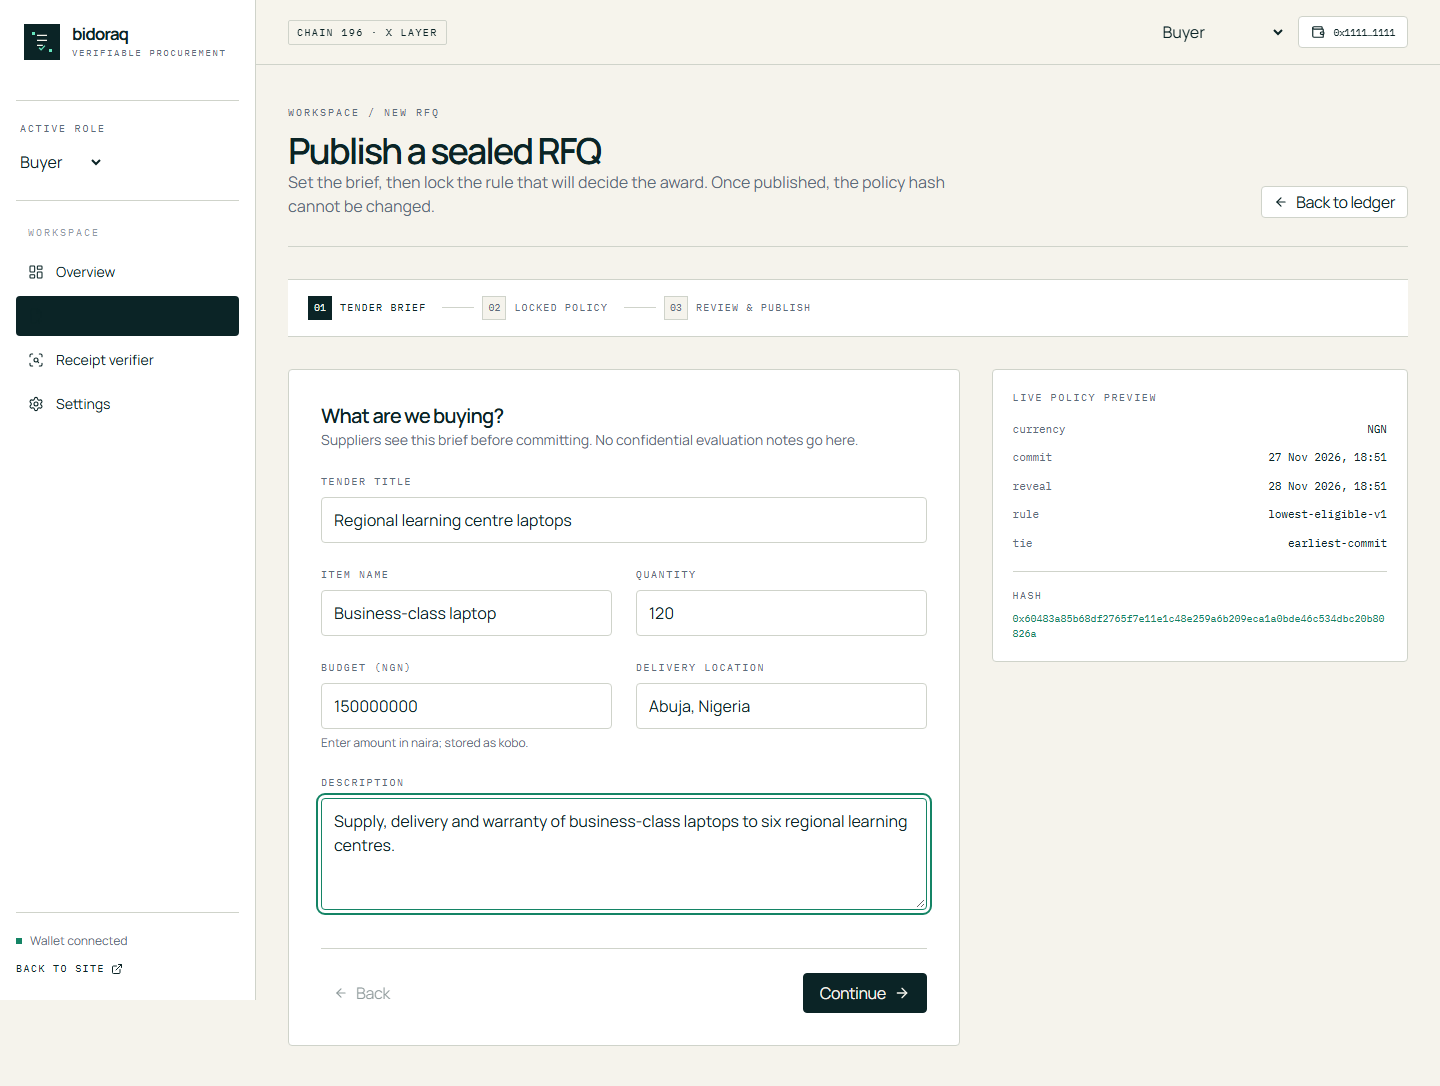 bidoraq
VERIFIABLE PROCUREMENT
ACTIVE ROLE
Buyer
WORKSPACE
Overview
Receipt verifier
Settings
Wallet connected
BACK TO SITE
CHAIN 196 · X LAYER
Buyer
0x1111…1111
WORKSPACE / NEW RFQ
Publish a sealed RFQ
Set the brief, then lock the rule that will decide the award. Once published, the policy hash
cannot be changed.
Back to ledger
01 TENDER BRIEF
02 LOCKED POLICY
03 REVIEW & PUBLISH
What are we buying?
Suppliers see this brief before committing. No confidential evaluation notes go here.
TENDER TITLE
Regional learning centre laptops
ITEM NAME
Business-class laptop
QUANTITY
120
BUDGET (NGN)
150000000
Enter amount in naira; stored as kobo.
DELIVERY LOCATION
Abuja, Nigeria
DESCRIPTION
Supply, delivery and warranty of business-class laptops to six regional learning
centres.
Back
Continue
LIVE POLICY PREVIEW
currency NGN
commit 27 Nov 2026, 18:51
reveal 28 Nov 2026, 18:51
rule lowest-eligible-v1
tie earliest-commit
HASH
0x60483a85b68df2765f7e11e1c48e259a6b209eca1a0bde46c534dbc20b80
826a